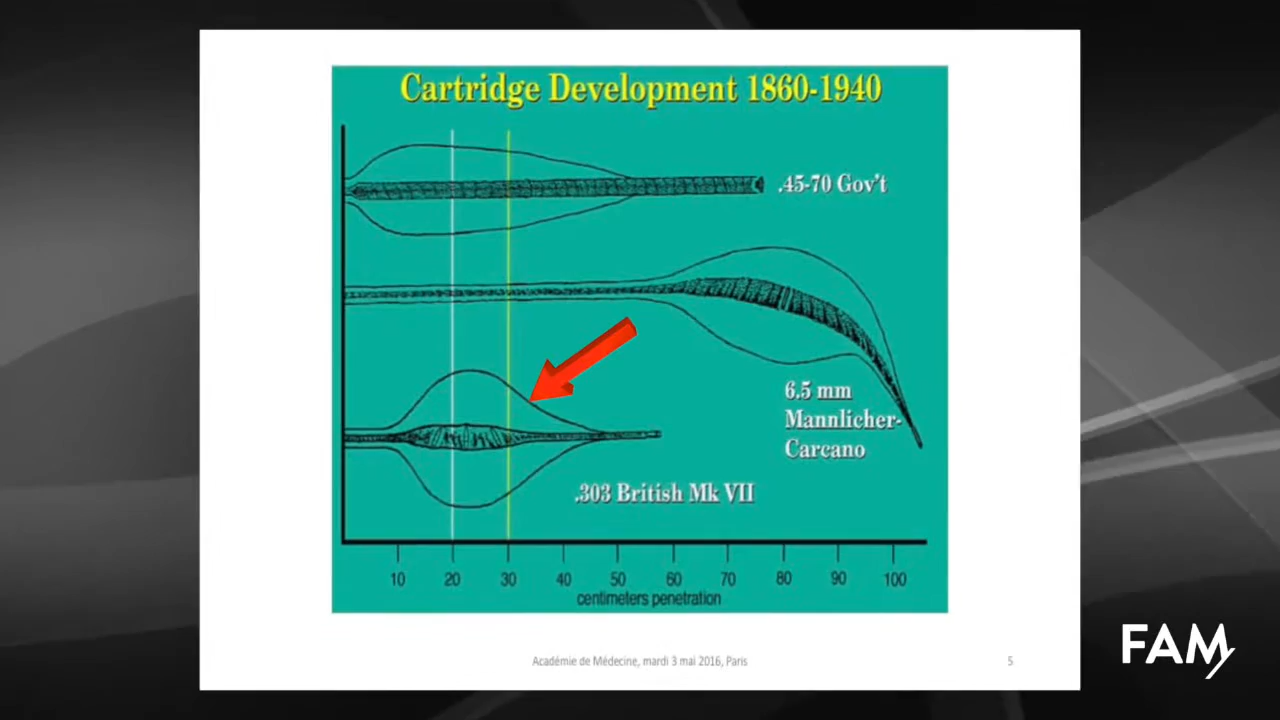 Cartridge Development 1860-1940
.45-70 Gov't
6.5 mm
Mannlicher-
Carcano
.303 British Mk VII
10 20 30 40 50 60 70 80 90 100
centimeters penetration
Académie de Médecine, mardi 3 mai 2016, Paris
5
FAM